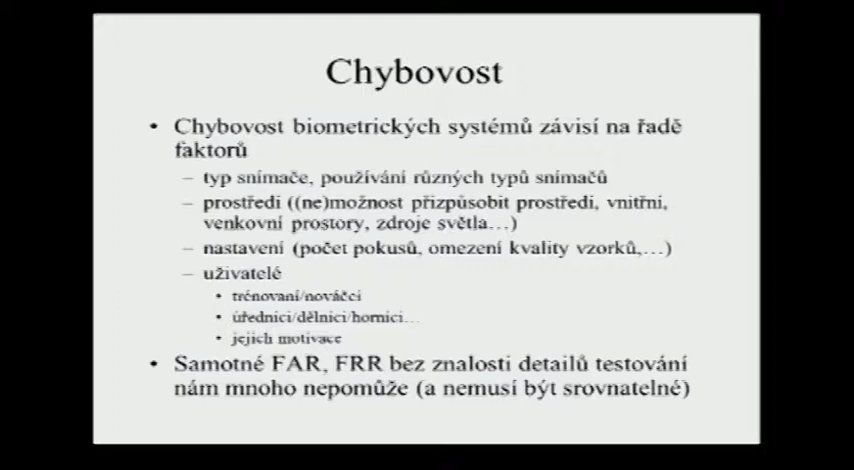 Chybovost
• Chybovost biometrických systémů závisí na řadě
faktorů
– typ snímače, používání různých typů snímačů
– prostředí ((ne)možnost přizpůsobit prostředí, vnitřní,
venkovní prostory, zdroje světla…)
– nastavení (počet pokusů, omezení kvality vzorků,…)
– uživatelé
• trénovaní/nováčci
• úředníci/dělníci/horníci…
• jejich motivace
• Samotné FAR, FRR bez znalosti detailů testování
nám mnoho nepomůže (a nemusí být srovnatelné)